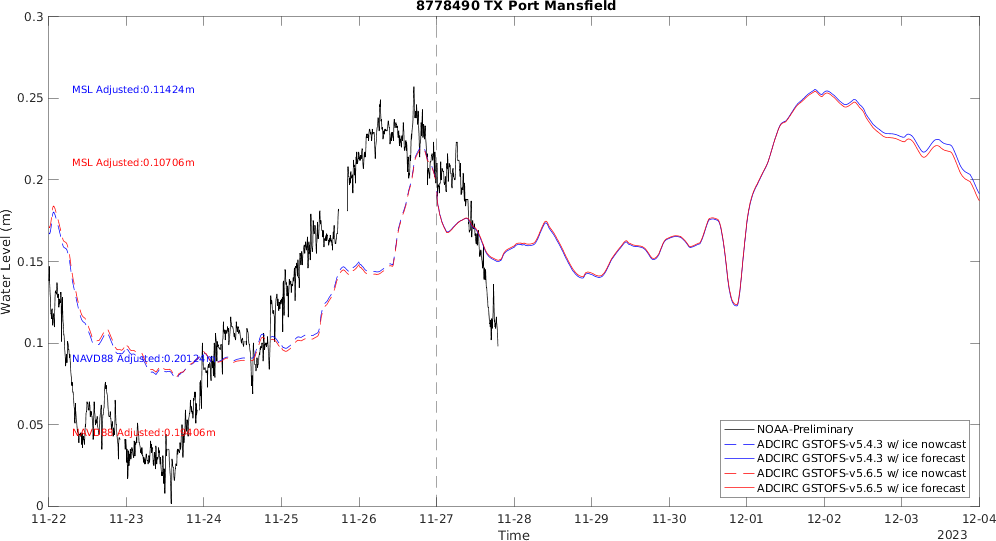 8778490 TX Port Mansfield
0.3
0.25
0.2
0.15
0.1
0.05
0
Water Level (m)
MSL Adjusted:0.11424m
MSL Adjusted:0.10706m
NAVD88 Adjusted:0.20124m
NAVD88 Adjusted:0.19406m
NOAA-Preliminary
ADCIRC GSTOFS-v5.4.3 w/ ice nowcast
ADCIRC GSTOFS-v5.4.3 w/ ice forecast
ADCIRC GSTOFS-v5.6.5 w/ ice nowcast
ADCIRC GSTOFS-v5.6.5 w/ ice forecast
11-22 11-23 11-24 11-25 11-26 11-27 11-28 11-29 11-30 12-01 12-02 12-03 12-04
Time
2023